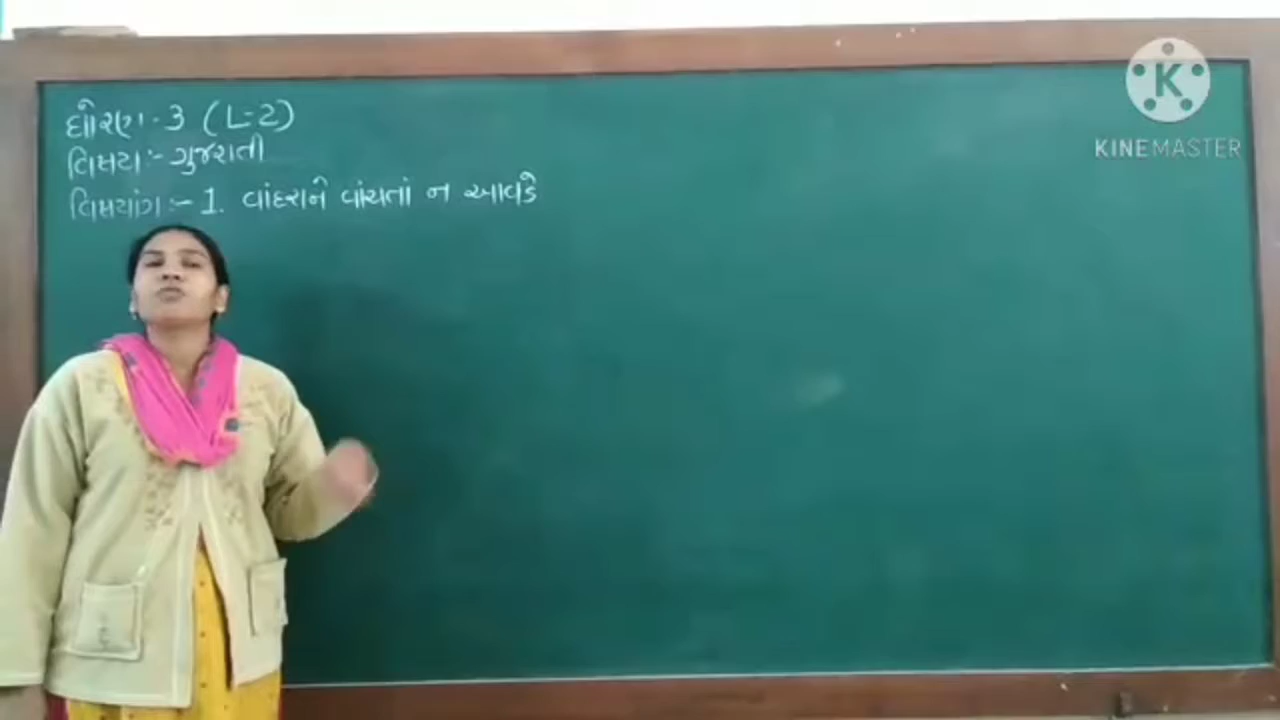 ધોરણ - 3 (L-2)
વિષય :- ગુજરાતી
વિષયાંગ :- 1. વાંદરાને વાંચતાં ન આવડે
K
KINEMASTER